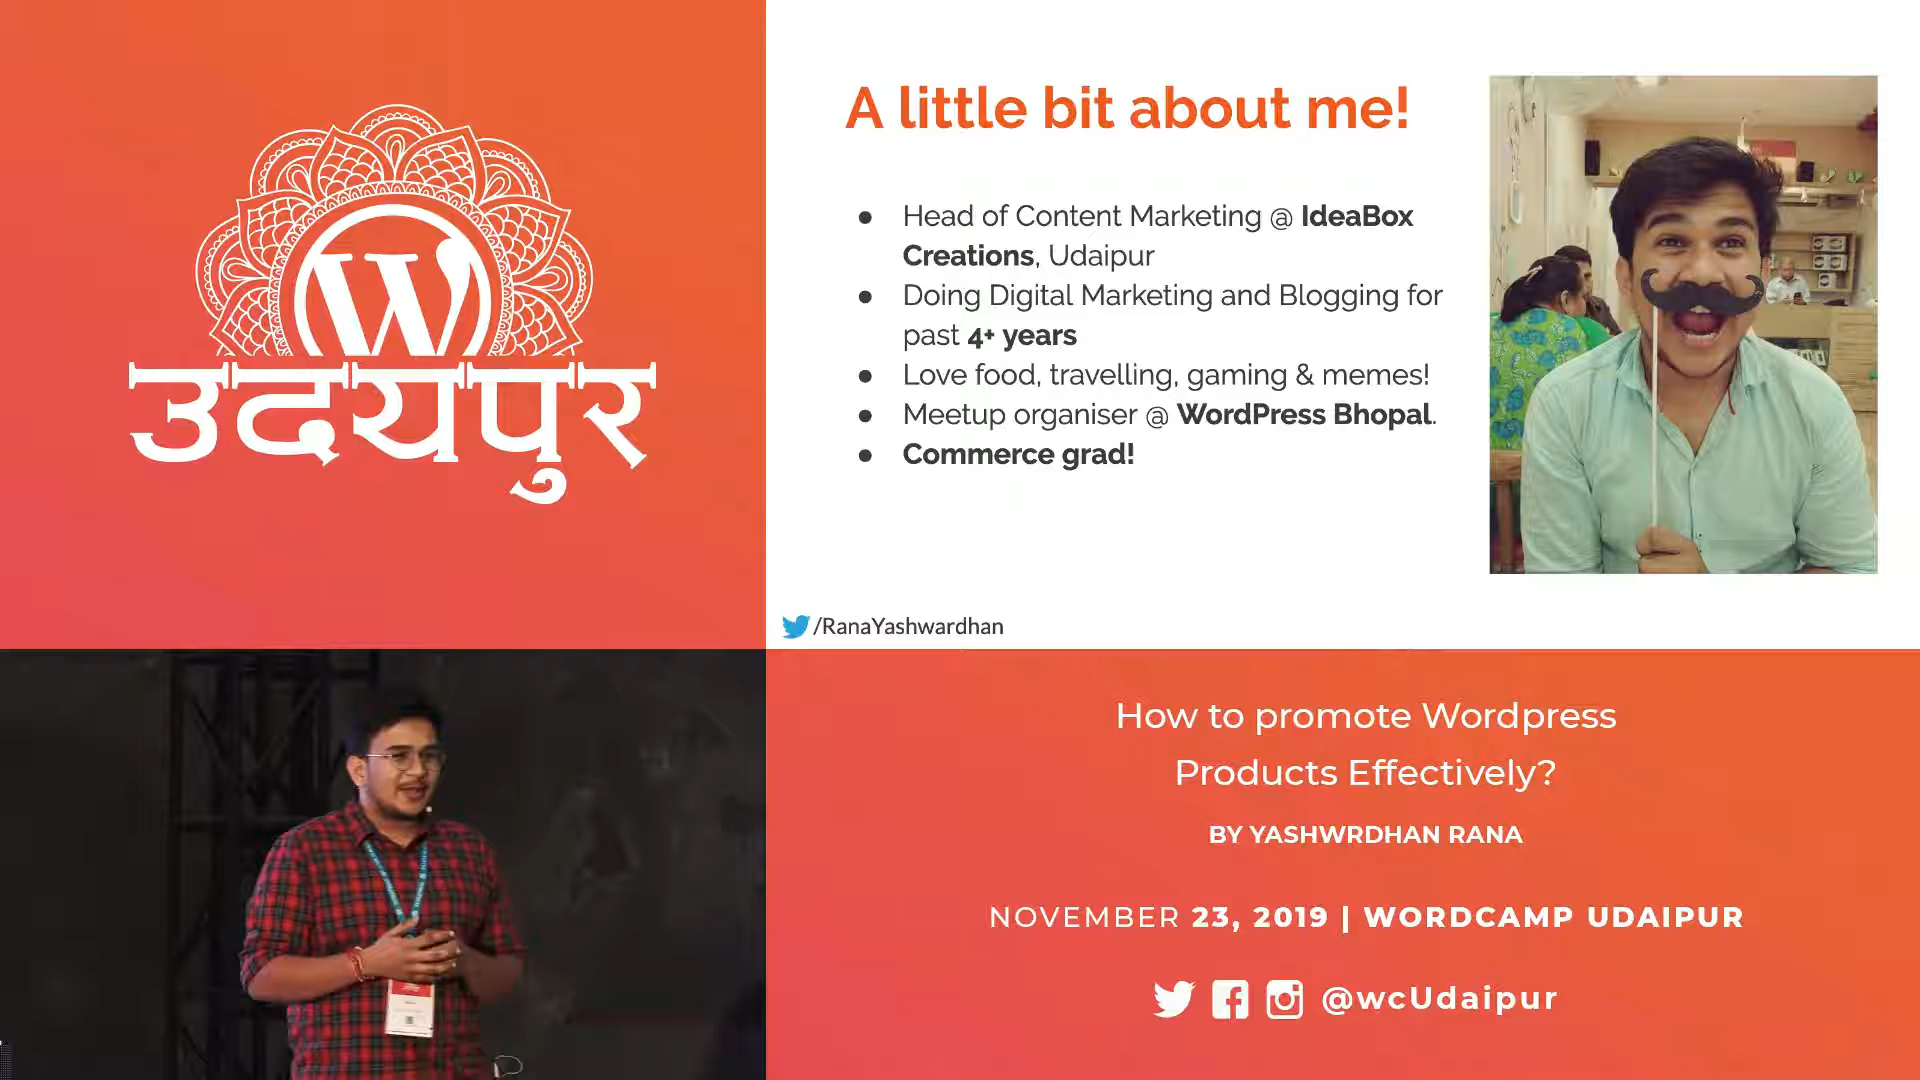 उदयपुर
A little bit about me!
● Head of Content Marketing @ IdeaBox
Creations, Udaipur
● Doing Digital Marketing and Blogging for
past 4+ years
● Love food, travelling, gaming & memes!
● Meetup organiser @ WordPress Bhopal.
● Commerce grad!
/RanaYashwardhan
How to promote Wordpress
Products Effectively?
BY YASHWRDHAN RANA
NOVEMBER 23, 2019 | WORDCAMP UDAIPUR
@wcUdaipur